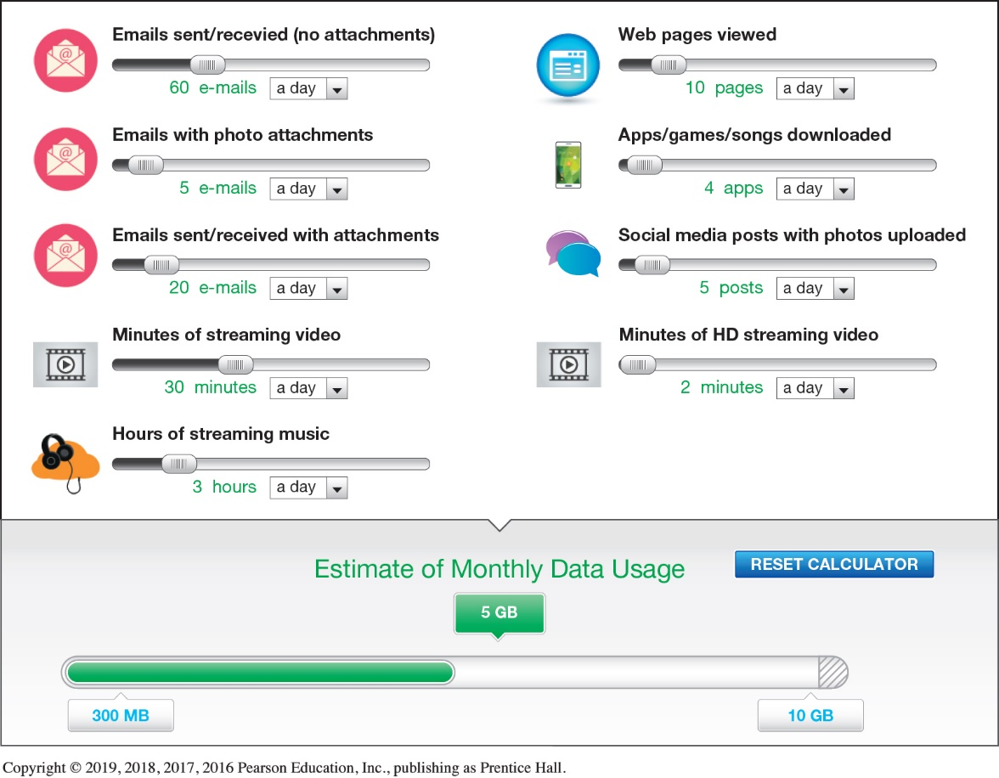 Emails sent/recevied (no attachments)
60 e-mails a day
Web pages viewed
10 pages a day
Emails with photo attachments
5 e-mails a day
Apps/games/songs downloaded
4 apps a day
Emails sent/received with attachments
20 e-mails a day
Social media posts with photos uploaded
5 posts a day
Minutes of streaming video
30 minutes a day
Minutes of HD streaming video
2 minutes a day
Hours of streaming music
3 hours a day
Estimate of Monthly Data Usage
RESET CALCULATOR
5 GB
300 MB
10 GB
Copyright © 2019, 2018, 2017, 2016 Pearson Education, Inc., publishing as Prentice Hall.